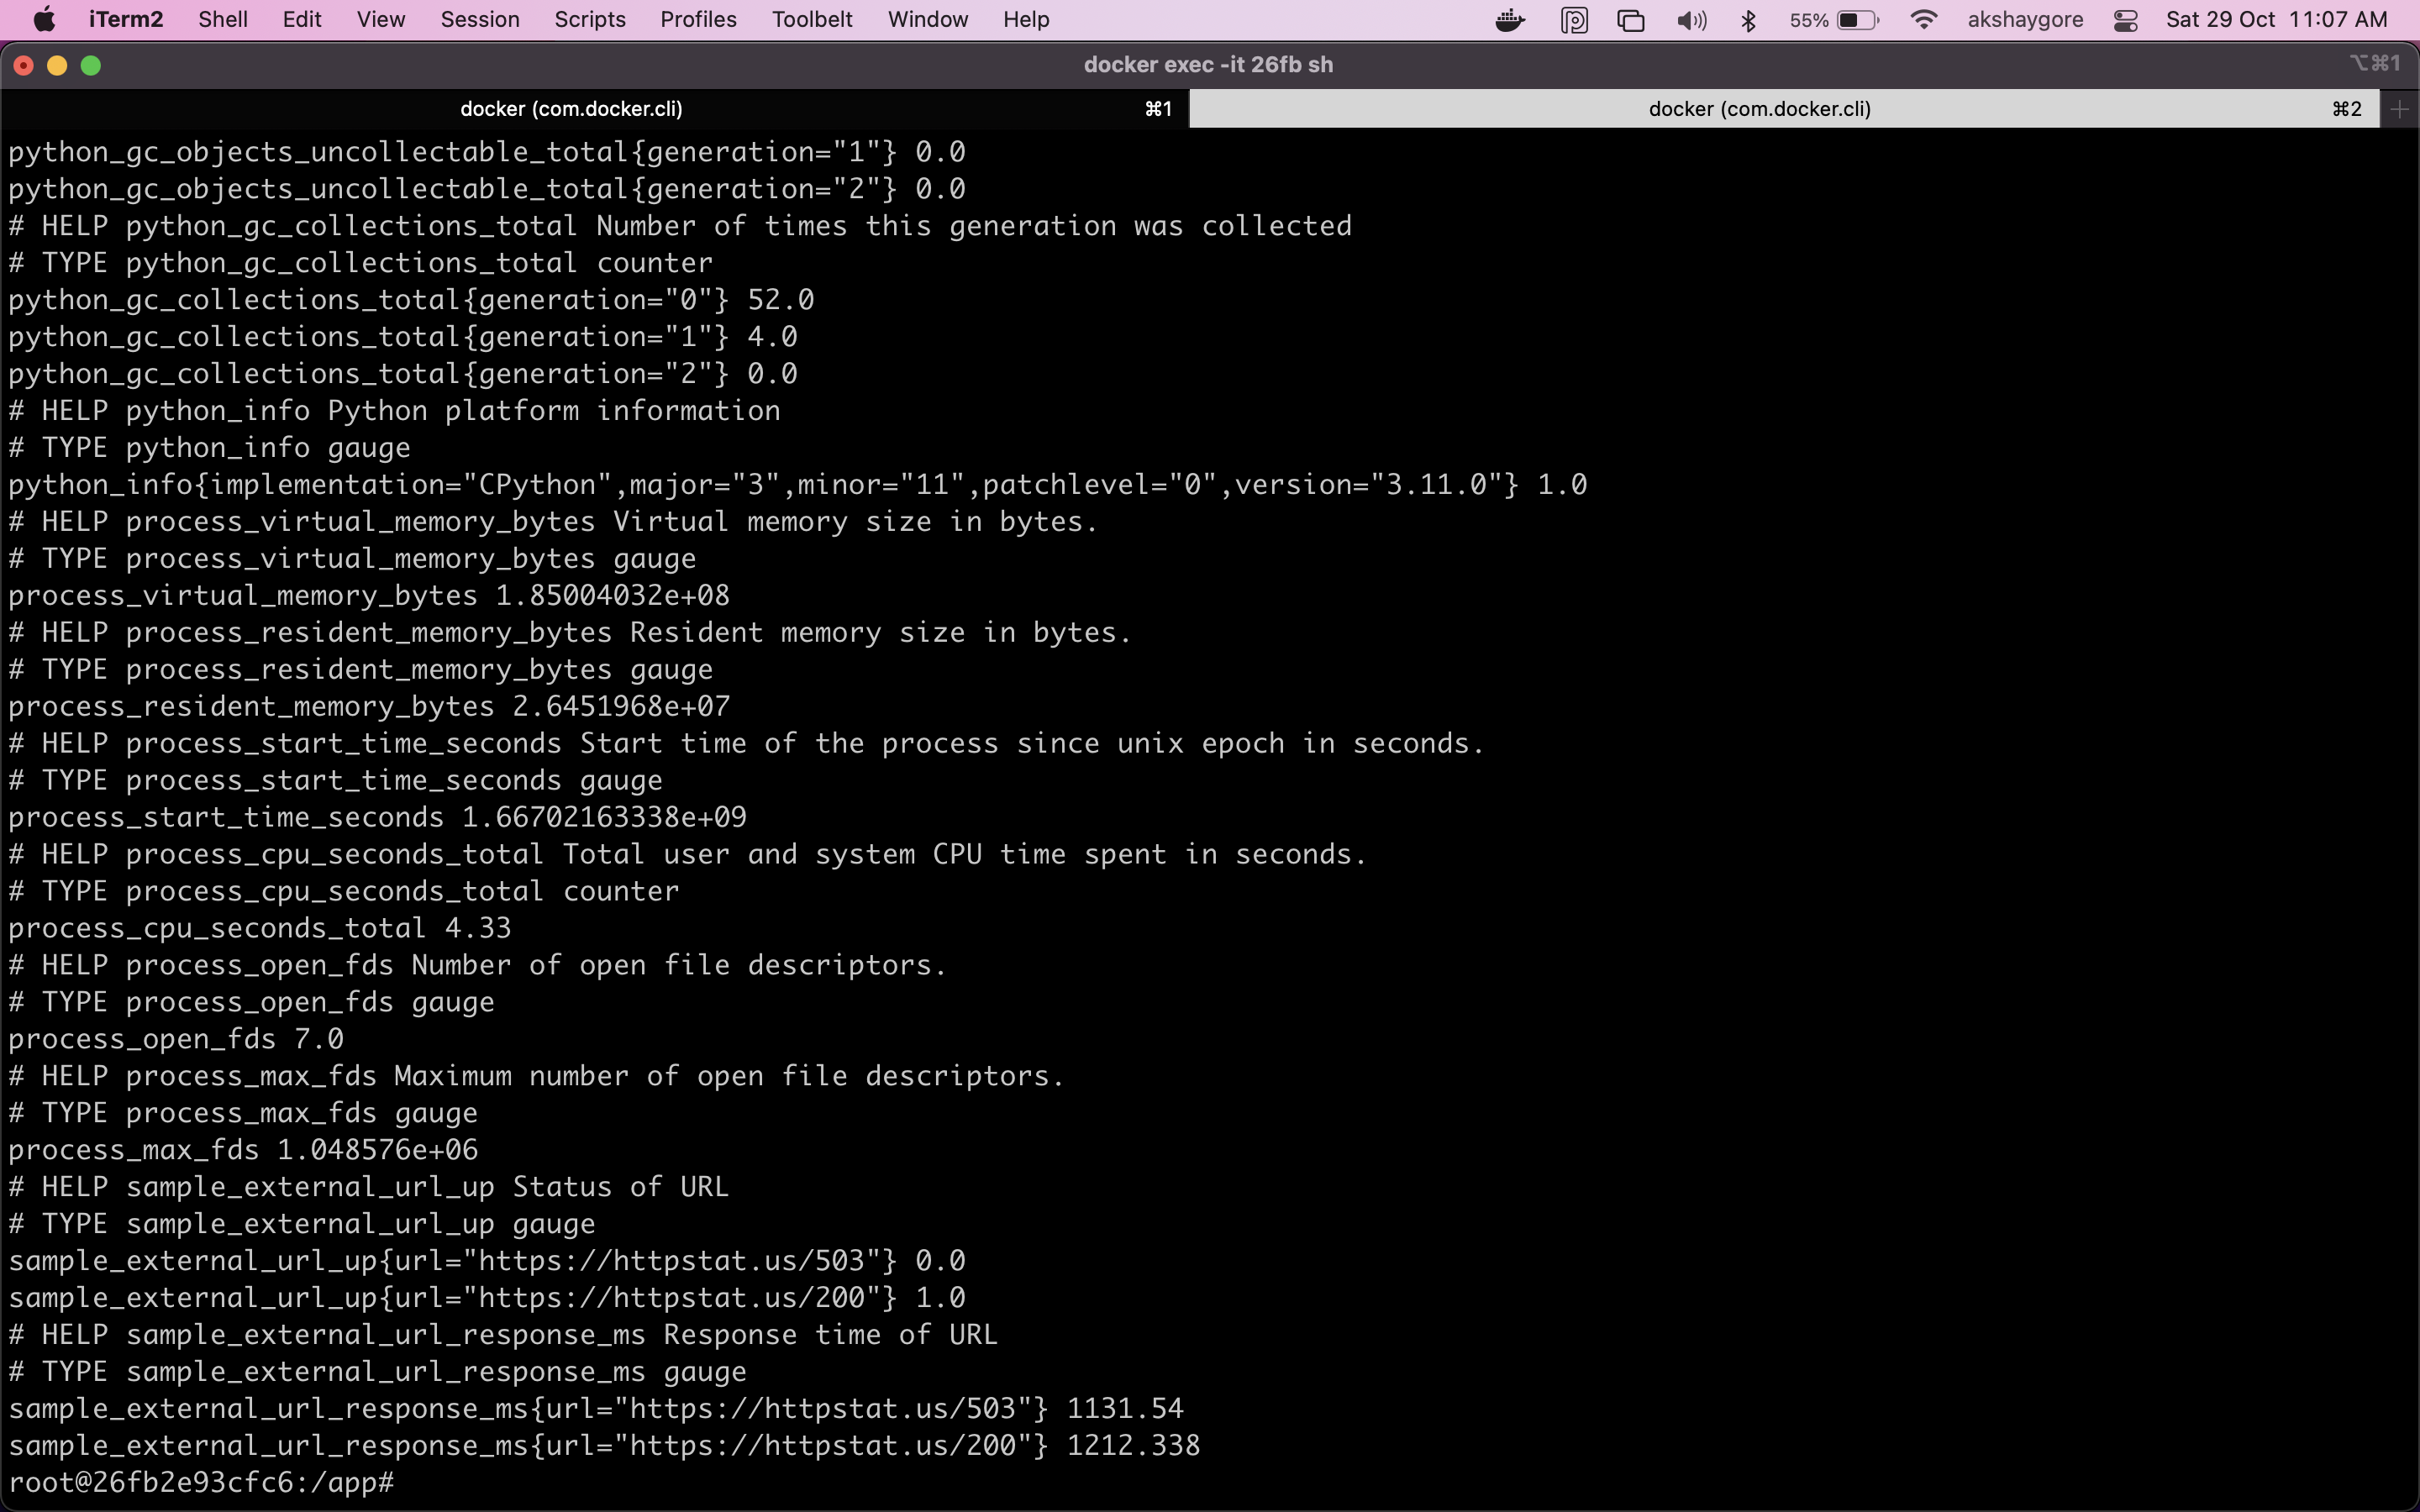 iTerm2 Shell Edit View Session Scripts Profiles Toolbelt Window Help 55% akshaygore Sat 29 Oct 11:07 AM
docker exec -it 26fb sh ⌥⌘1
docker (com.docker.cli) ⌘1 docker (com.docker.cli) ⌘2 +
python_gc_objects_uncollectable_total{generation="1"} 0.0
python_gc_objects_uncollectable_total{generation="2"} 0.0
# HELP python_gc_collections_total Number of times this generation was collected
# TYPE python_gc_collections_total counter
python_gc_collections_total{generation="0"} 52.0
python_gc_collections_total{generation="1"} 4.0
python_gc_collections_total{generation="2"} 0.0
# HELP python_info Python platform information
# TYPE python_info gauge
python_info{implementation="CPython",major="3",minor="11",patchlevel="0",version="3.11.0"} 1.0
# HELP process_virtual_memory_bytes Virtual memory size in bytes.
# TYPE process_virtual_memory_bytes gauge
process_virtual_memory_bytes 1.85004032e+08
# HELP process_resident_memory_bytes Resident memory size in bytes.
# TYPE process_resident_memory_bytes gauge
process_resident_memory_bytes 2.6451968e+07
# HELP process_start_time_seconds Start time of the process since unix epoch in seconds.
# TYPE process_start_time_seconds gauge
process_start_time_seconds 1.66702163338e+09
# HELP process_cpu_seconds_total Total user and system CPU time spent in seconds.
# TYPE process_cpu_seconds_total counter
process_cpu_seconds_total 4.33
# HELP process_open_fds Number of open file descriptors.
# TYPE process_open_fds gauge
process_open_fds 7.0
# HELP process_max_fds Maximum number of open file descriptors.
# TYPE process_max_fds gauge
process_max_fds 1.048576e+06
# HELP sample_external_url_up Status of URL
# TYPE sample_external_url_up gauge
sample_external_url_up{url="https://httpstat.us/503"} 0.0
sample_external_url_up{url="https://httpstat.us/200"} 1.0
# HELP sample_external_url_response_ms Response time of URL
# TYPE sample_external_url_response_ms gauge
sample_external_url_response_ms{url="https://httpstat.us/503"} 1131.54
sample_external_url_response_ms{url="https://httpstat.us/200"} 1212.338
root@26fb2e93cfc6:/app#